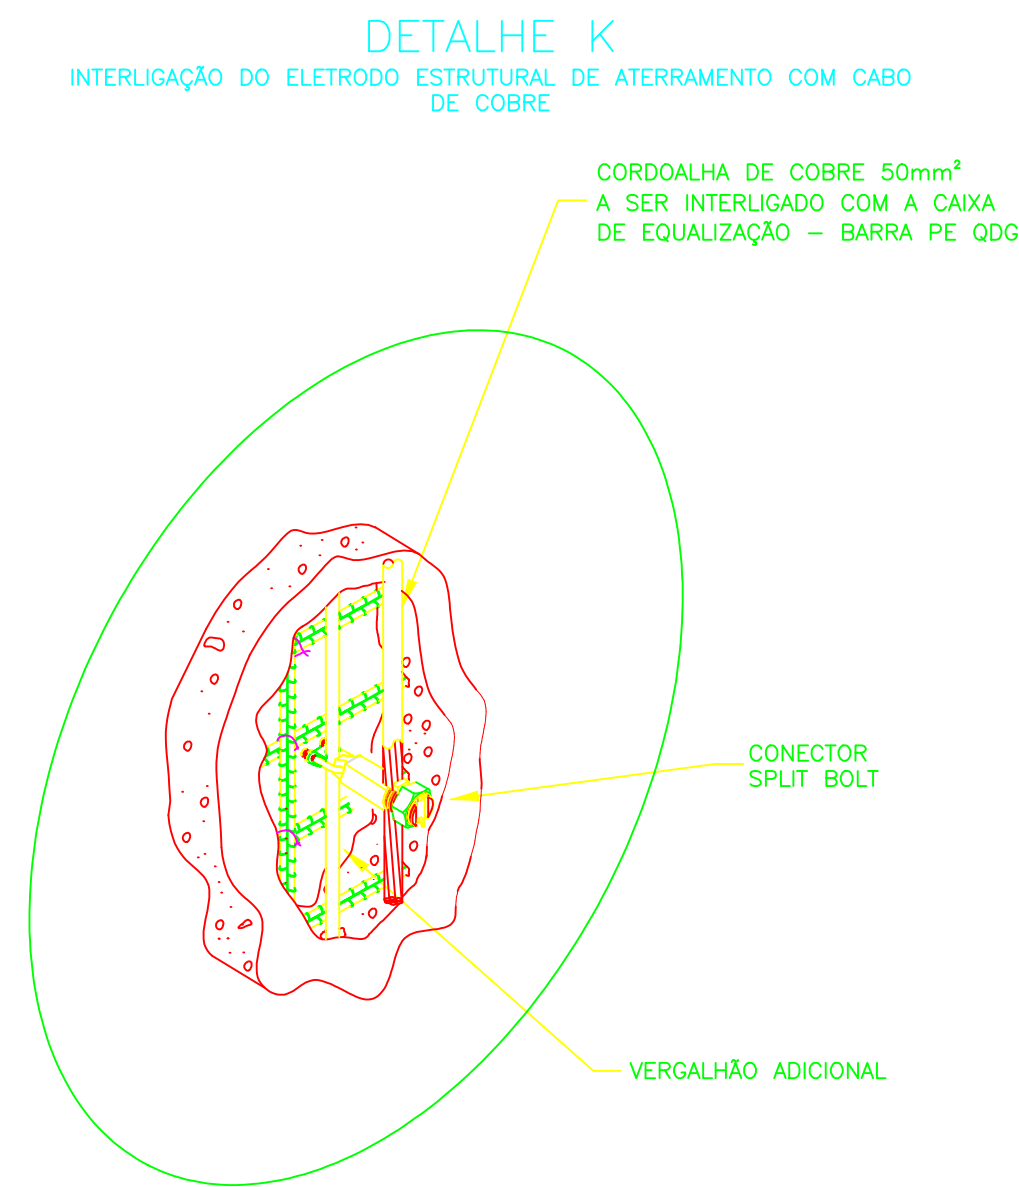 DETALHE K
INTERLIGAÇÃO DO ELETRODO ESTRUTURAL DE ATERRAMENTO COM CABO
DE COBRE
CORDOALHA DE COBRE 50mm²
A SER INTERLIGADO COM A CAIXA
DE EQUALIZAÇÃO – BARRA PE QDG
CONECTOR
SPLIT BOLT
VERGALHÃO ADICIONAL